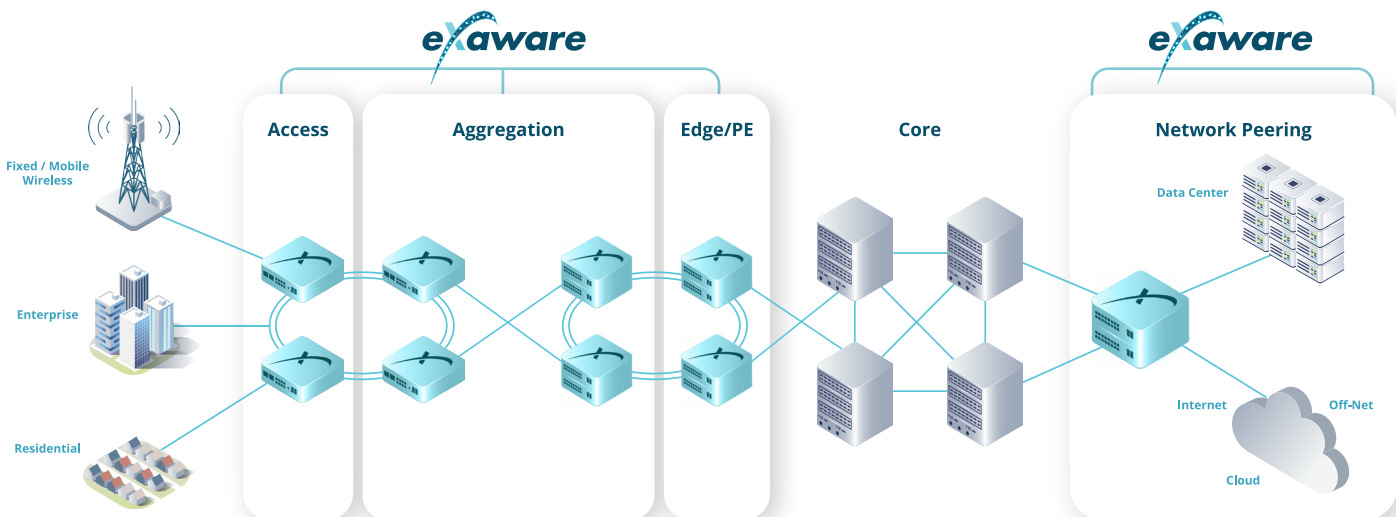 eXaware
eXaware
Access
Aggregation
Edge/PE
Core
Network Peering
Fixed / Mobile
Wireless
Data Center
Enterprise
Internet
Off-Net
Residential
Cloud